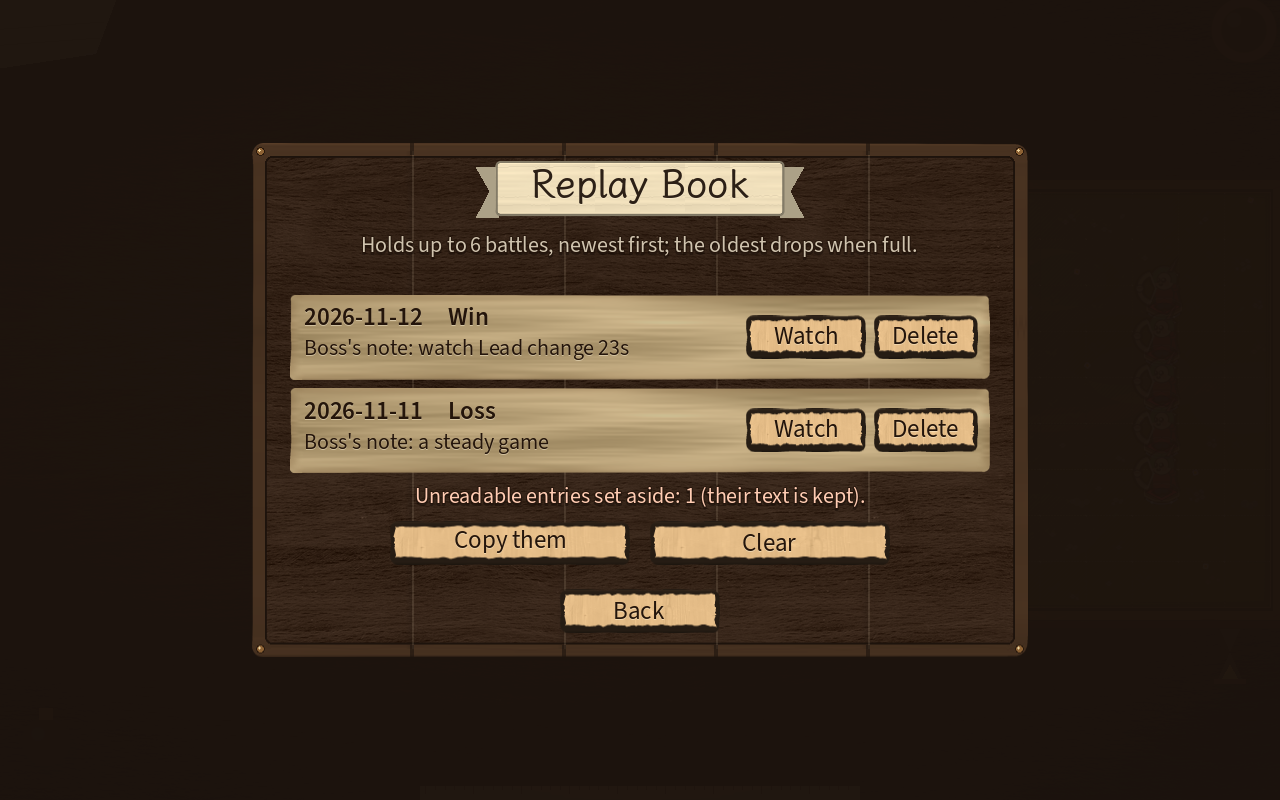 Replay Book
Holds up to 6 battles, newest first; the oldest drops when full.
2026-11-12 Win
Boss's note: watch Lead change 23s
Watch
Delete
2026-11-11 Loss
Boss's note: a steady game
Watch
Delete
Unreadable entries set aside: 1 (their text is kept).
Copy them
Clear
Back